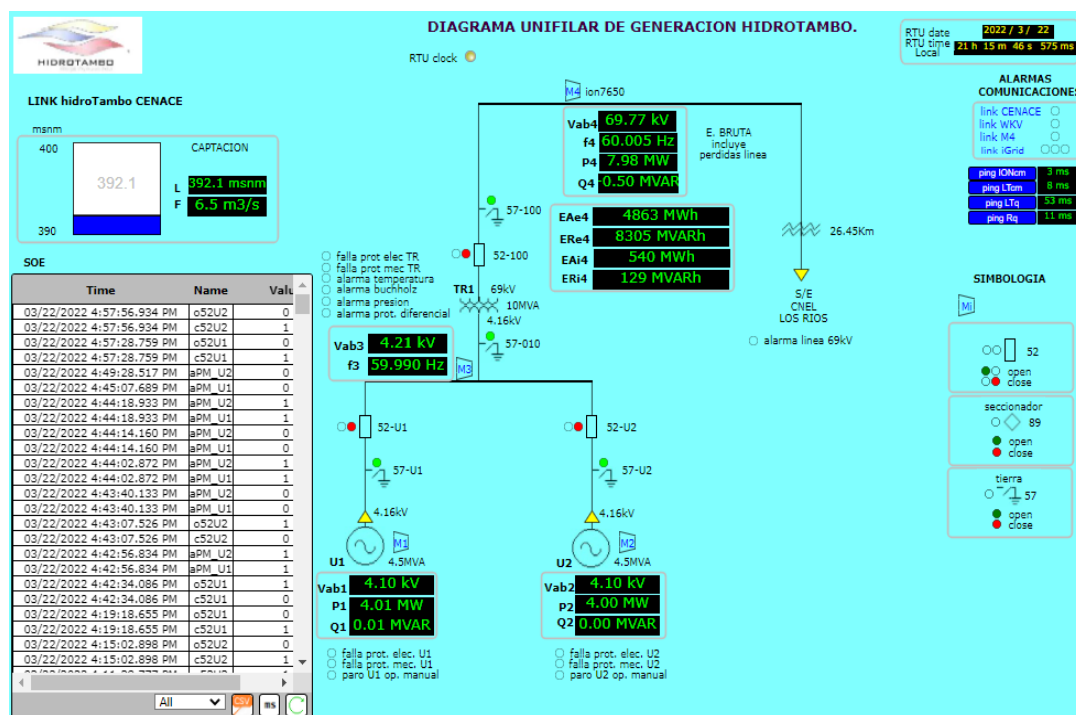 DIAGRAMA UNIFILAR DE GENERACION HIDROTAMBO.
HIDROTAMBO
RTU clock
RTU date 2022 / 3 / 22
RTU time 21 h 15 m 46 s 575 ms
Local
LINK hidroTambo CENACE
msnm
400
392.1
390
CAPTACION
L 392.1 msnm
F 6.5 m3/s
M4 ion7650
Vab4 69.77 kV
f4 60.005 Hz
P4 7.98 MW
Q4 -0.50 MVAR
E. BRUTA
incluye
perdidas linea
EAe4 4863 MWh
ERe4 8305 MVARh
EAi4 540 MWh
ERi4 129 MVARh
ALARMAS
COMUNICACIONES
link CENACE
link WKV
link M4
link iGrid
ping IONcm 3 ms
ping LTcm 8 ms
ping LTq 53 ms
ping Rq 11 ms
57-100
52-100
falla prot elec TR
falla prot mec TR
alarma temperatura
alarma buchholz
alarma presion
alarma prot. diferencial
TR1 69kV
10MVA
4.16kV
57-010
Vab3 4.21 kV
f3 59.990 Hz
M3
26.45Km
S/E
CNEL
LOS RIOS
alarma linea 69kV
SIMBOLOGIA
Mi
52
open
close
seccionador
89
open
close
tierra
57
open
close
SOE
Time Name Valu
03/22/2022 4:57:56.934 PM o52U2 0
03/22/2022 4:57:56.934 PM c52U2 1
03/22/2022 4:57:28.759 PM o52U1 0
03/22/2022 4:57:28.759 PM c52U1 1
03/22/2022 4:49:28.517 PM aPM_U2 0
03/22/2022 4:45:07.689 PM aPM_U1 0
03/22/2022 4:44:18.933 PM aPM_U2 1
03/22/2022 4:44:18.933 PM aPM_U1 1
03/22/2022 4:44:14.160 PM aPM_U2 0
03/22/2022 4:44:14.160 PM aPM_U1 0
03/22/2022 4:44:02.872 PM aPM_U2 1
03/22/2022 4:44:02.872 PM aPM_U1 1
03/22/2022 4:43:40.133 PM aPM_U2 0
03/22/2022 4:43:40.133 PM aPM_U1 0
03/22/2022 4:43:07.526 PM o52U2 1
03/22/2022 4:43:07.526 PM c52U2 0
03/22/2022 4:42:56.834 PM aPM_U2 1
03/22/2022 4:42:56.834 PM aPM_U1 1
03/22/2022 4:42:34.086 PM o52U1 1
03/22/2022 4:42:34.086 PM c52U1 0
03/22/2022 4:19:18.655 PM o52U1 0
03/22/2022 4:19:18.655 PM c52U1 1
03/22/2022 4:15:02.898 PM o52U2 0
03/22/2022 4:15:02.898 PM c52U2 1
All CSV ms
52-U1
57-U1
4.16kV
M1
U1 4.5MVA
Vab1 4.10 kV
P1 4.01 MW
Q1 0.01 MVAR
falla prot. elec. U1
falla prot. mec. U1
paro U1 op. manual
52-U2
57-U2
4.16kV
M2
U2 4.5MVA
Vab2 4.10 kV
P2 4.00 MW
Q2 0.00 MVAR
falla prot. elec. U2
falla prot. mec. U2
paro U2 op. manual